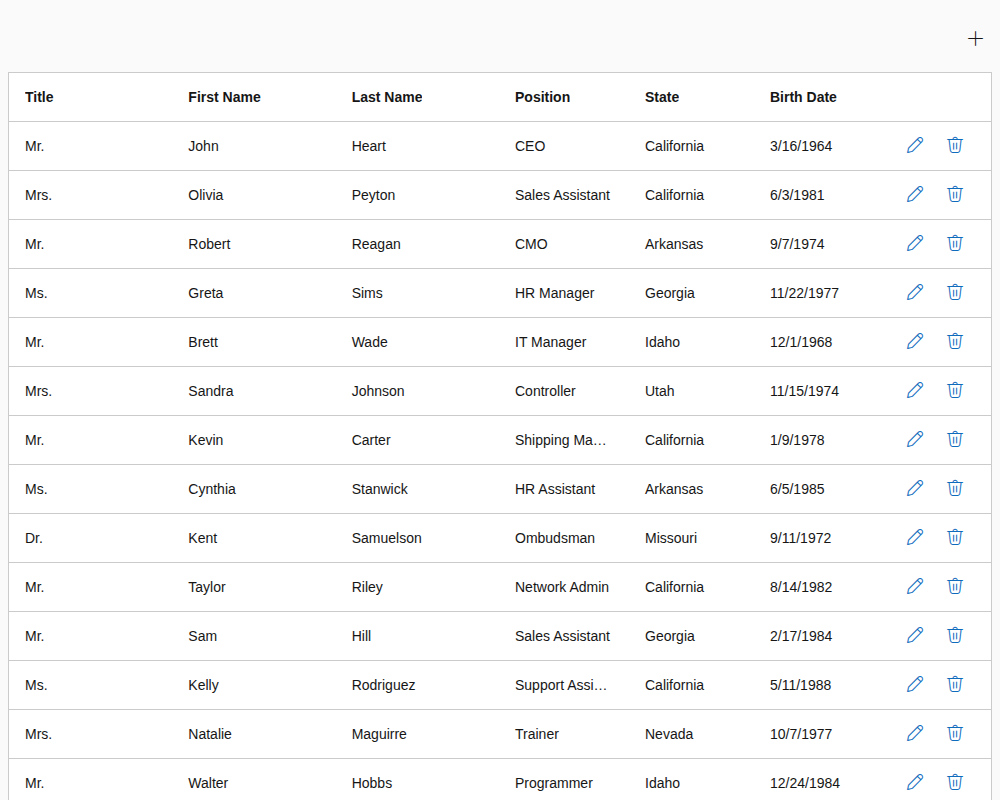 Title First Name Last Name Position State Birth Date
Mr. John Heart CEO California 3/16/1964
Mrs. Olivia Peyton Sales Assistant California 6/3/1981
Mr. Robert Reagan CMO Arkansas 9/7/1974
Ms. Greta Sims HR Manager Georgia 11/22/1977
Mr. Brett Wade IT Manager Idaho 12/1/1968
Mrs. Sandra Johnson Controller Utah 11/15/1974
Mr. Kevin Carter Shipping Ma… California 1/9/1978
Ms. Cynthia Stanwick HR Assistant Arkansas 6/5/1985
Dr. Kent Samuelson Ombudsman Missouri 9/11/1972
Mr. Taylor Riley Network Admin California 8/14/1982
Mr. Sam Hill Sales Assistant Georgia 2/17/1984
Ms. Kelly Rodriguez Support Assi… California 5/11/1988
Mrs. Natalie Maguirre Trainer Nevada 10/7/1977
Mr. Walter Hobbs Programmer Idaho 12/24/1984